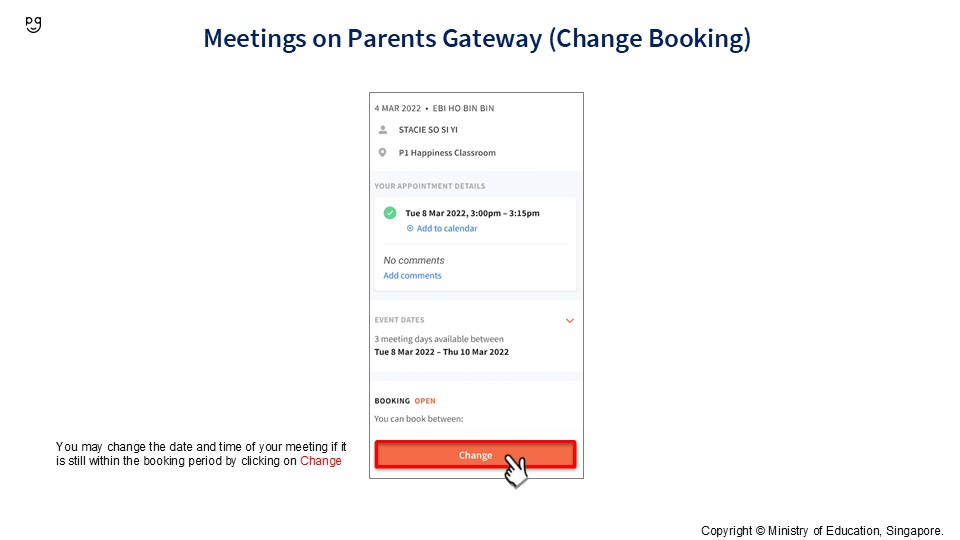 pg
Meetings on Parents Gateway (Change Booking)
4 MAR 2022 • EBI HO BIN BIN
STACIE SO SI YI
P1 Happiness Classroom
YOUR APPOINTMENT DETAILS
Tue 8 Mar 2022, 3:00pm – 3:15pm
Add to calendar
No comments
Add comments
EVENT DATES
3 meeting days available between
Tue 8 Mar 2022 – Thu 10 Mar 2022
BOOKING OPEN
You can book between:
Change
You may change the date and time of your meeting if it
is still within the booking period by clicking on Change
Copyright © Ministry of Education, Singapore.